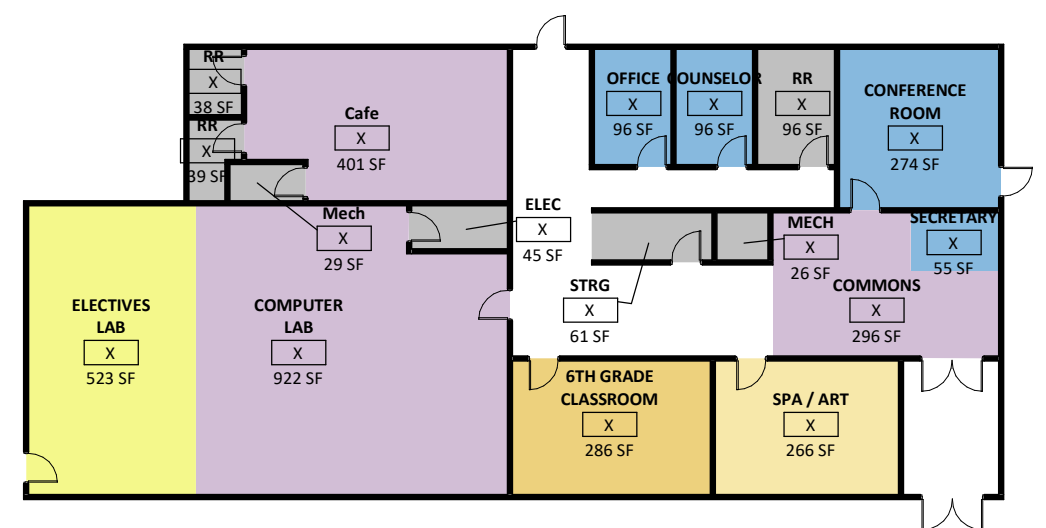 RR
X
38 SF
RR
X
39 SF
Cafe
X
401 SF
Mech
X
29 SF
ELEC
X
45 SF
OFFICE
X
96 SF
COUNSELOR
X
96 SF
RR
X
96 SF
CONFERENCE
ROOM
X
274 SF
SECRETARY
X
55 SF
MECH
X
26 SF
STRG
X
61 SF
COMMONS
X
296 SF
ELECTIVES
LAB
X
523 SF
COMPUTER
LAB
X
922 SF
6TH GRADE
CLASSROOM
X
286 SF
SPA / ART
X
266 SF